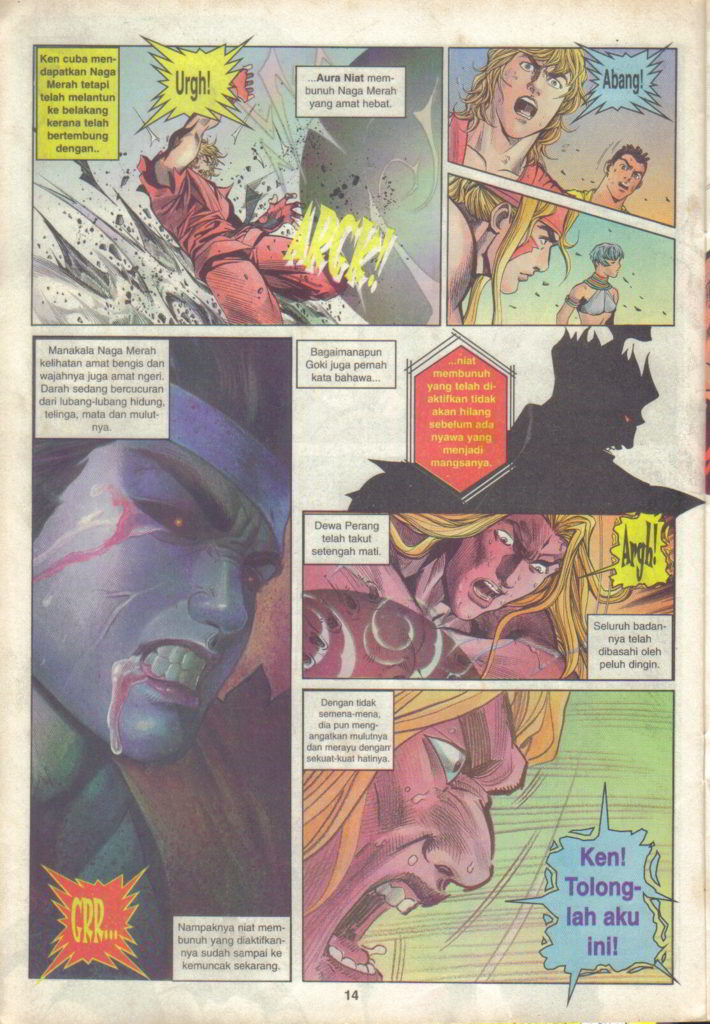 Ken cuba men-
dapatkan Naga
Merah tetapi
telah melantun
ke belakang
kerana telah
bertembung
dengan..
Urgh!
...Aura Niat mem-
bunuh Naga Merah
yang amat hebat.
ARGK!
Abang!
Manakala Naga Merah
kelihatan amat bengis dan
wajahnya juga amat ngeri.
Darah sedang bercucuran
dari lubang-lubang hidung,
telinga, mata dan mulut-
nya.
GRR...
Nampaknya niat mem-
bunuh yang diaktifkan-
nya sudah sampai ke
kemuncak sekarang.
Bagaimanapun
Goki juga pernah
kata bahawa...
...niat
membunuh
yang telah di-
aktifkan tidak
akan hilang
sebelum ada
nyawa yang
menjadi
mangsanya.
Dewa Perang
telah takut
setengah mati.
Argh!
Seluruh badan-
nya telah
dibasahi oleh
peluh dingin.
Dengan tidak
semena-mena,
dia pun meng-
angatkan mulutnya
dan merayu dengan
sekuat-kuat hatinya.
Ken!
Tolong-
lah aku
ini!
14